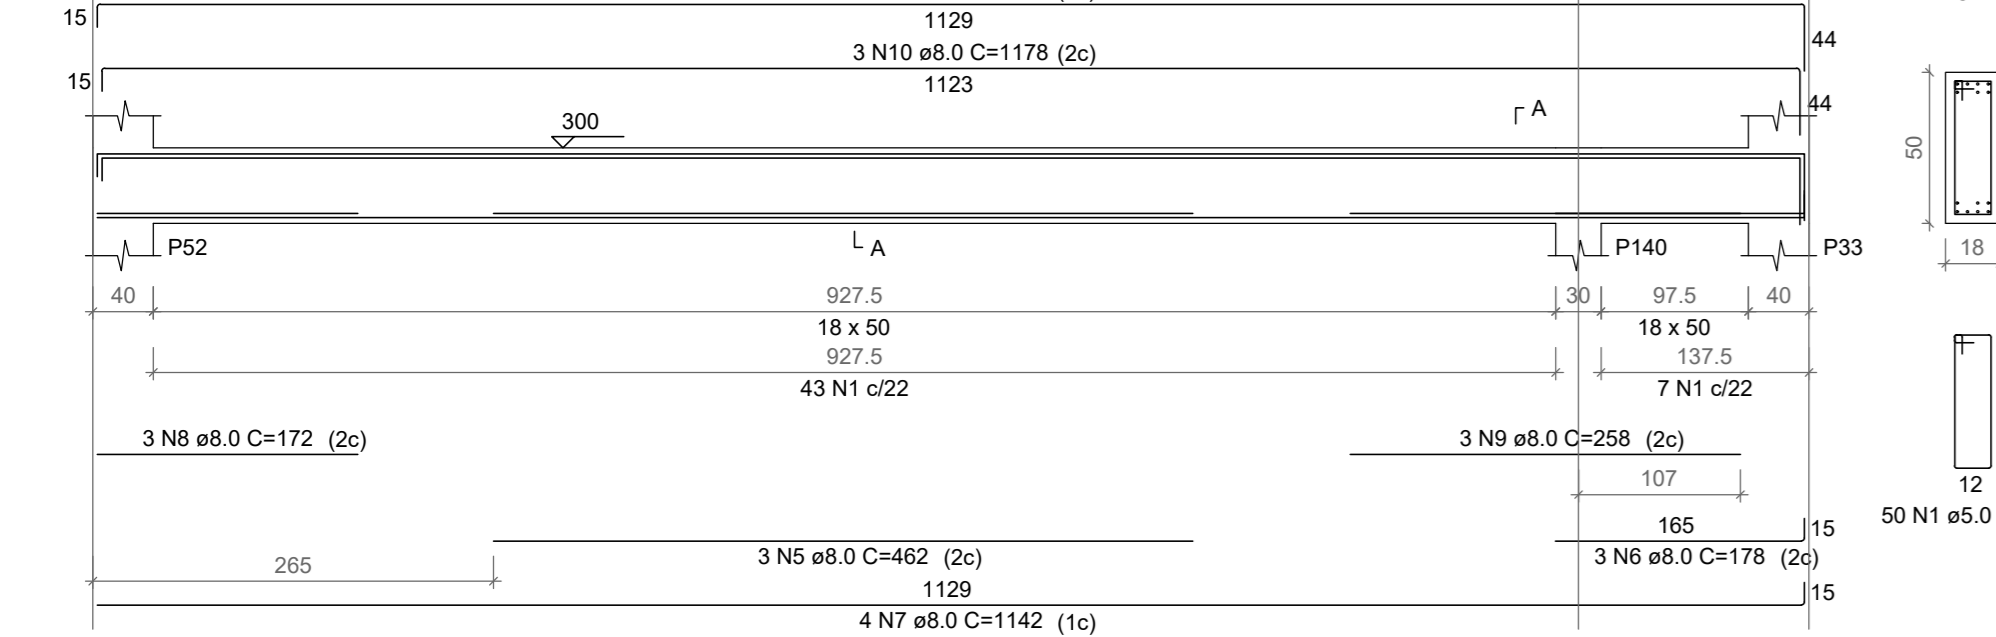 15
1129
3 N10 ø8.0 C=1178 (2c)
44
15
1123
44
300
A
A
P52
P140
P33
50
18
40
927.5
30
97.5
40
18 x 50
18 x 50
927.5
137.5
43 N1 c/22
7 N1 c/22
3 N8 ø8.0 C=172 (2c)
3 N9 ø8.0 C=258 (2c)
107
12
50 N1 ø5.0
165
15
3 N5 ø8.0 C=462 (2c)
3 N6 ø8.0 C=178 (2c)
265
1129
15
4 N7 ø8.0 C=1142 (1c)